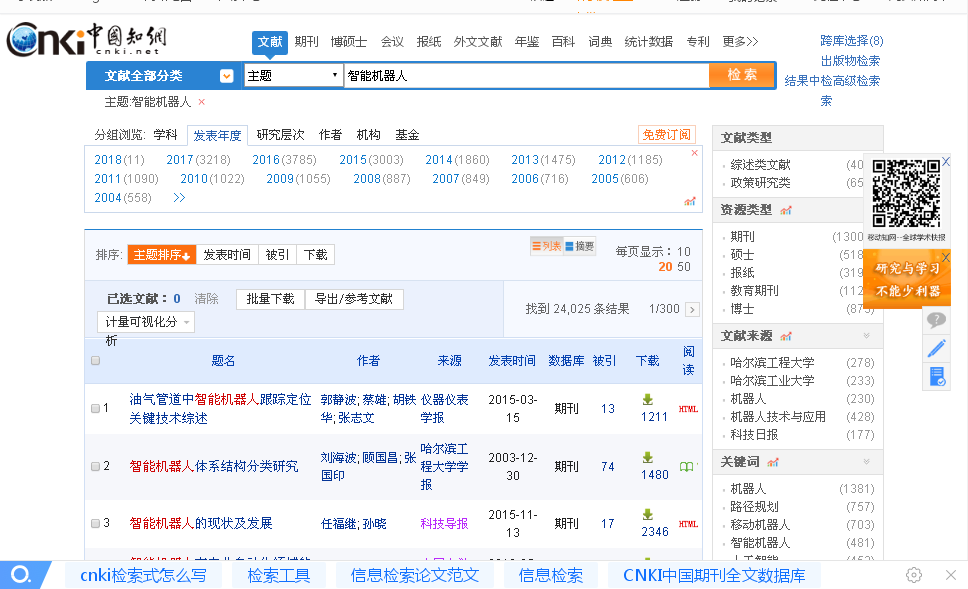 中国知网
cnki.net
文献 期刊 博硕士 会议 报纸 外文文献 年鉴 百科 词典 统计数据 专利 更多>>
跨库选择(8)
出版物检索
结果中检高级检索
索
文献全部分类 主题 智能机器人 检 索
主题:智能机器人 ×
分组浏览: 学科 发表年度 研究层次 作者 机构 基金 免费订阅
2018(11) 2017(3218) 2016(3785) 2015(3003) 2014(1860) 2013(1475) 2012(1185)
2011(1090) 2010(1022) 2009(1055) 2008(887) 2007(849) 2006(716) 2005(606)
2004(558) >>
排序: 主题排序 发表时间 被引 下载 列表 摘要 每页显示: 10
20 50
已选文献: 0 清除 批量下载 导出/参考文献 找到 24,025 条结果 1/300 >
计量可视化分
析
题名 作者 来源 发表时间 数据库 被引 下载 阅
读
1 油气管道中智能机器人跟踪定位 郭静波; 蔡雄; 胡铁 仪器仪表 2015-03- 期刊 13 1211 HTML
关键技术综述 华; 张志文 学报 15
2 智能机器人体系结构分类研究 刘海波; 顾国昌; 张 哈尔滨工 2003-12- 期刊 74 1480
国印 程大学学 30
报
3 智能机器人的现状及发展 任福继; 孙晓 科技导报 2015-11- 期刊 17 2346 HTML
13
文献类型
综述类文献 (40
政策研究类 (65
资源类型
期刊 (1300
硕士 (518
报纸 (319
教育期刊 (112
博士 (875)
文献来源
哈尔滨工程大学 (278)
哈尔滨工业大学 (233)
机器人 (230)
机器人技术与应用 (428)
科技日报 (177)
关键词
机器人 (1381)
路径规划 (757)
移动机器人 (703)
智能机器人 (481)
移动知网--全球学术快报
研究与学习
不能少利器
cnki检索式怎么写 检索工具 信息检索论文范文 信息检索 CNKI中国期刊全文数据库